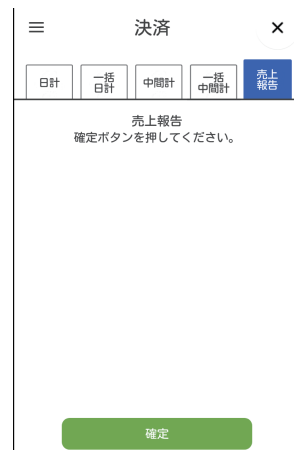 決済
日計
一括
日計
中間計
一括
中間計
売上
報告
売上報告
確定ボタンを押してください。
確定